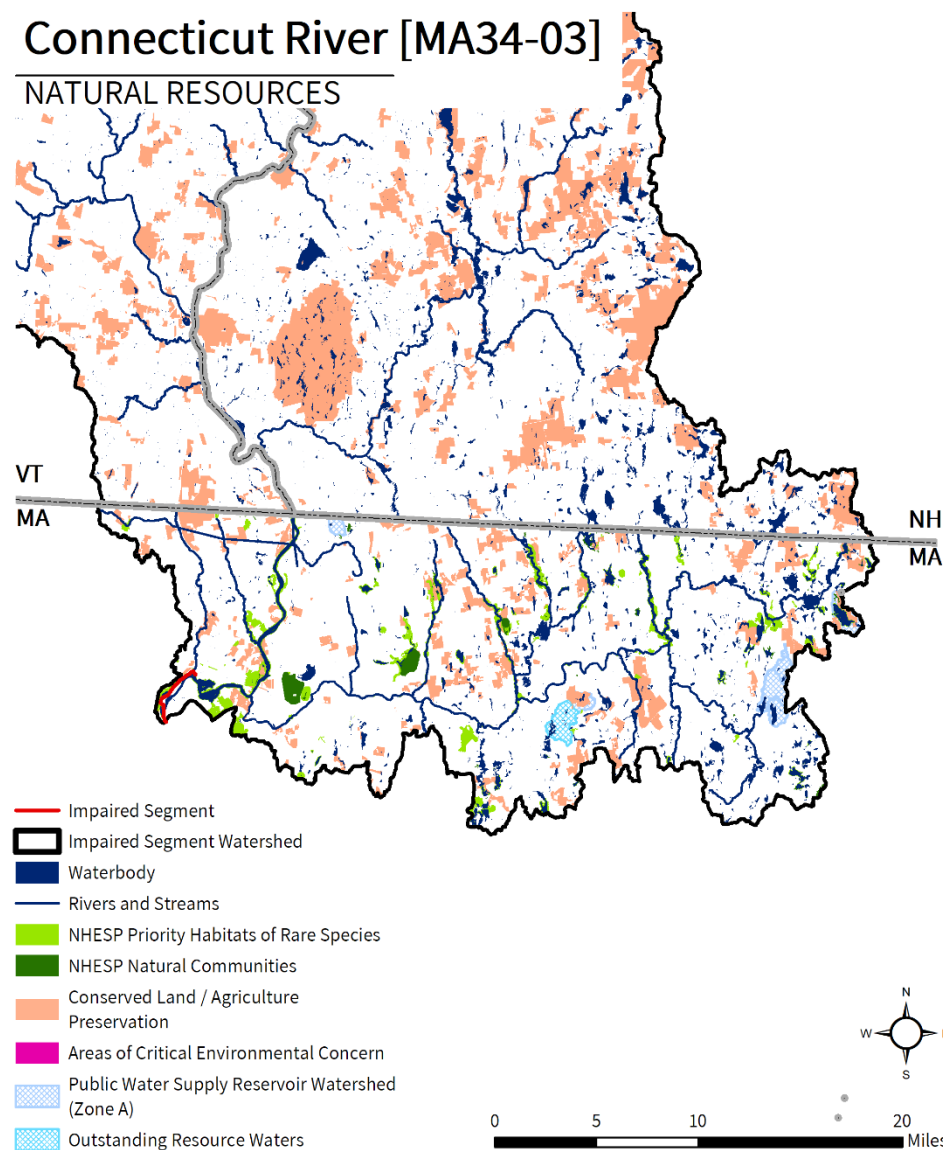 Connecticut River [MA34-03]
NATURAL RESOURCES
VT
MA
NH
MA
Impaired Segment
Impaired Segment Watershed
Waterbody
Rivers and Streams
NHESP Priority Habitats of Rare Species
NHESP Natural Communities
Conserved Land / Agriculture
Preservation
Areas of Critical Environmental Concern
Public Water Supply Reservoir Watershed
(Zone A)
Outstanding Resource Waters
N
W
S
0 5 10 20
Miles